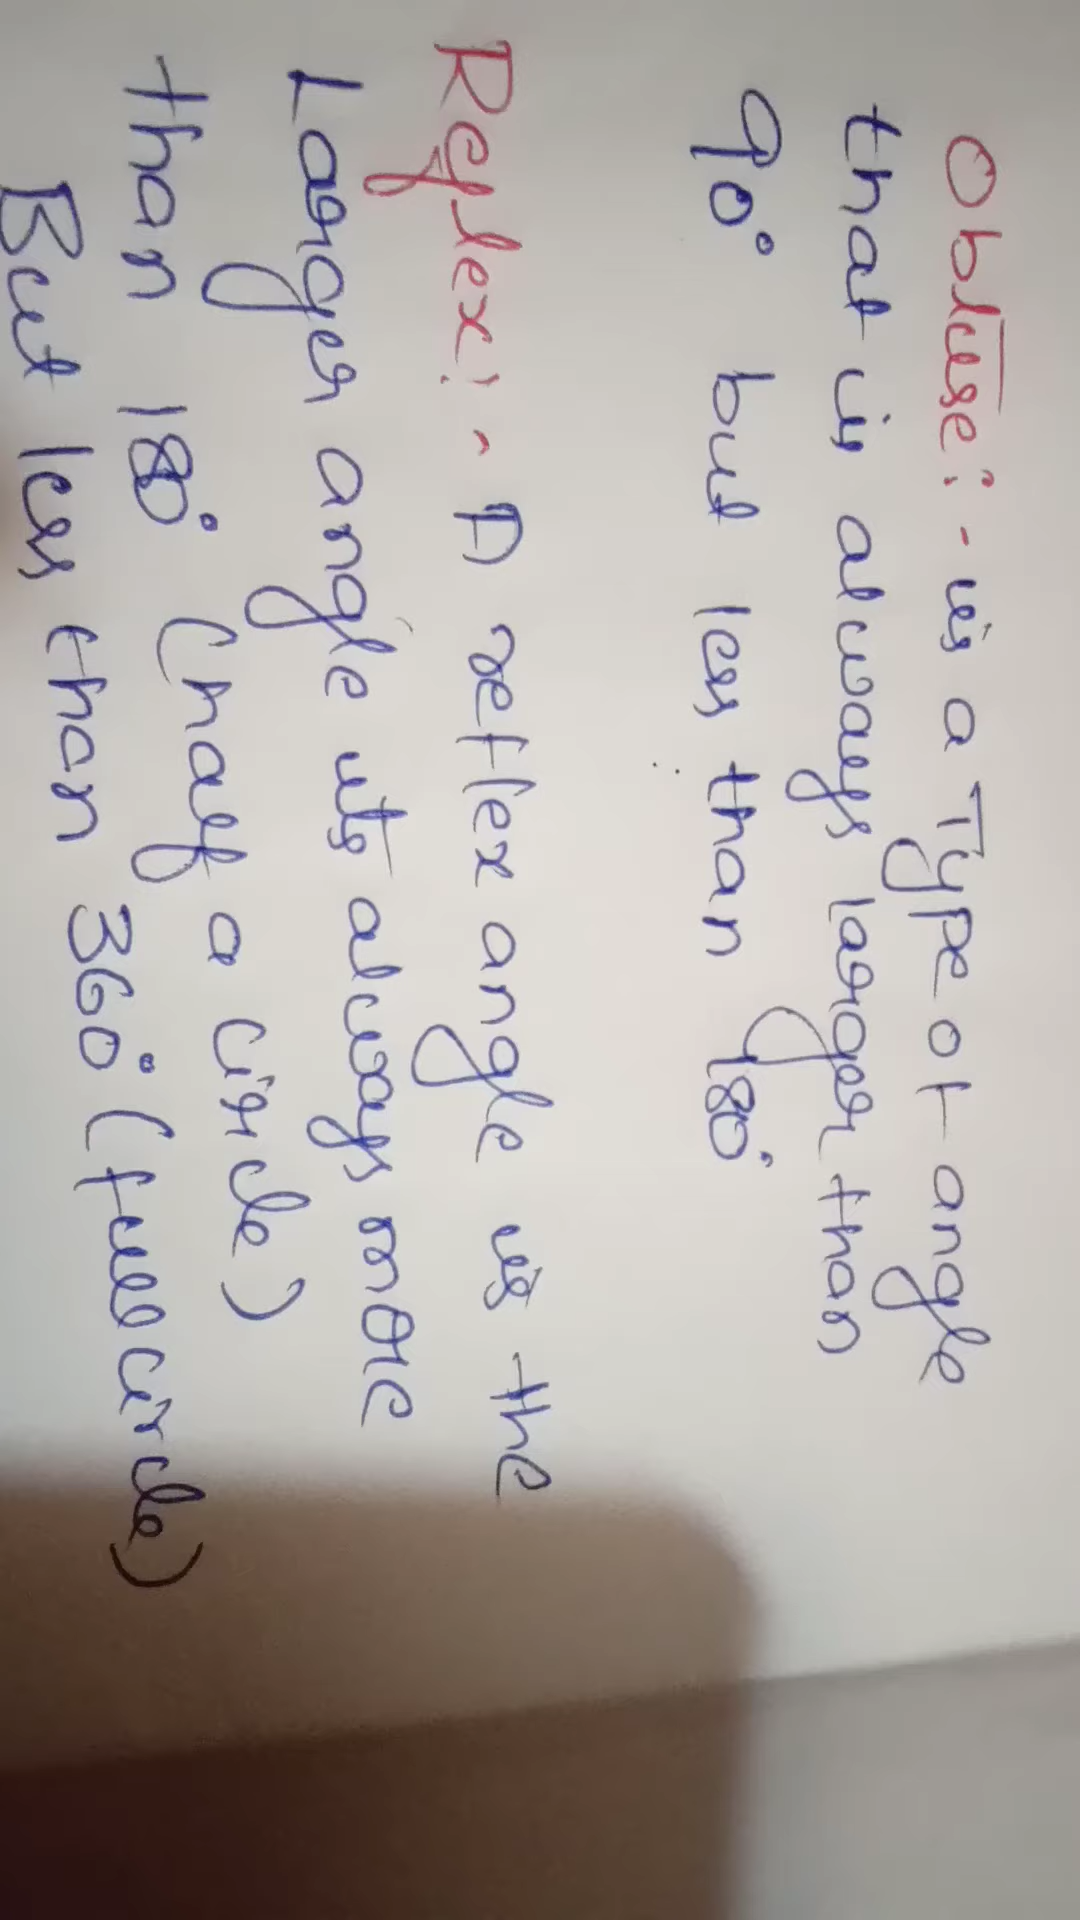 Obtuse:- is a Type of angle
that is always larger than
90° but less than 180°
Reflex:- A reflex angle is the
Larger angle its always more
than 180° (half a circle)
But less than 360° (full circle)